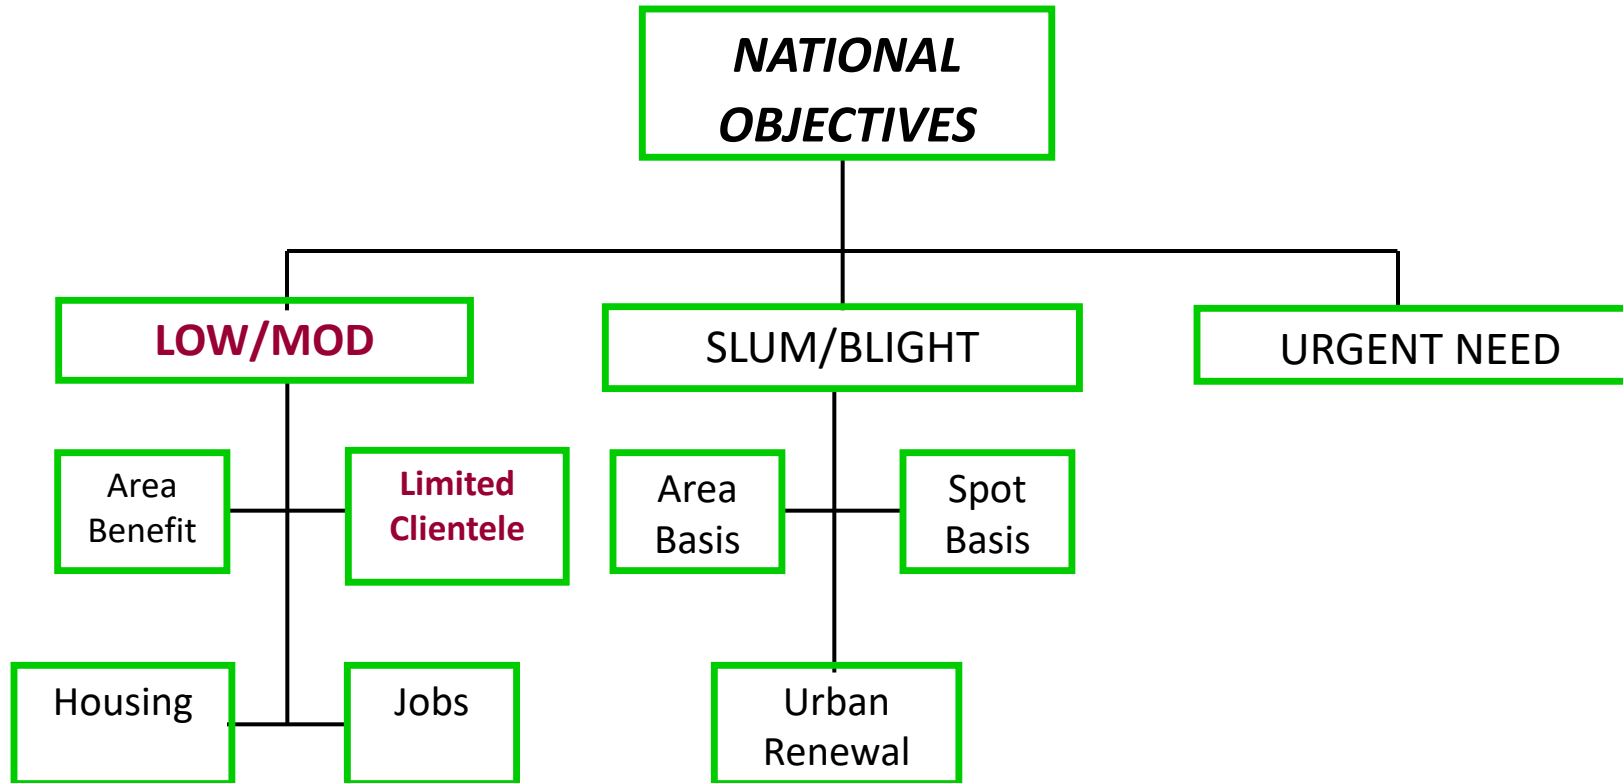 NATIONAL
OBJECTIVES
LOW/MOD
SLUM/BLIGHT
URGENT NEED
Area
Benefit
Limited
Clientele
Area
Basis
Spot
Basis
Housing
Jobs
Urban
Renewal